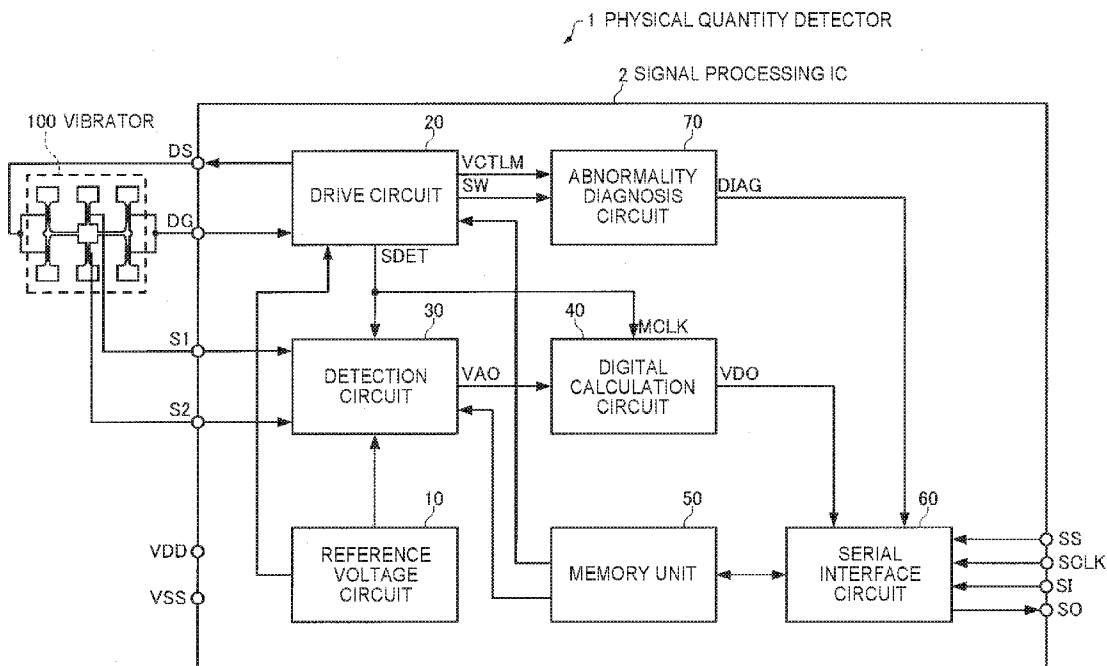 1 PHYSICAL QUANTITY DETECTOR
2 SIGNAL PROCESSING IC
100 VIBRATOR
20
70
DS
DRIVE CIRCUIT
VCTLM
SW
ABNORMALITY
DIAGNOSIS
CIRCUIT
DIAG
DG
SDET
30
40
MCLK
S1
DETECTION
CIRCUIT
VAO
DIGITAL
CALCULATION
CIRCUIT
VDO
S2
10
50
60
VDD
VSS
REFERENCE
VOLTAGE
CIRCUIT
MEMORY UNIT
SERIAL
INTERFACE
CIRCUIT
SS
SCLK
SI
SO